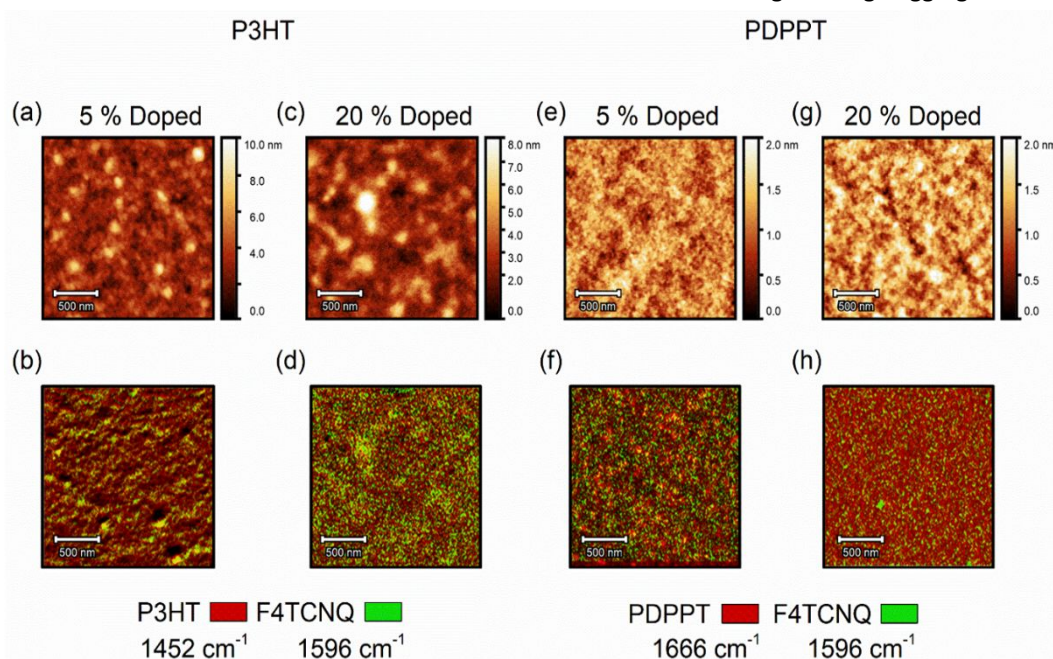 P3HT PDPPT
(a) 5 % Doped (c) 20 % Doped (e) 5 % Doped (g) 20 % Doped
10.0 nm 8.0 nm 2.0 nm 2.0 nm
7.0
8.0 6.0 1.5 1.5
6.0 5.0
4.0 1.0 1.0
4.0 3.0
2.0 0.5 0.5
1.0
0.0 0.0 0.0 0.0
500 nm 500 nm 500 nm 500 nm
(b) (d) (f) (h)
500 nm 500 nm 500 nm 500 nm
P3HT F4TCNQ PDPPT F4TCNQ
1452 cm⁻¹ 1596 cm⁻¹ 1666 cm⁻¹ 1596 cm⁻¹